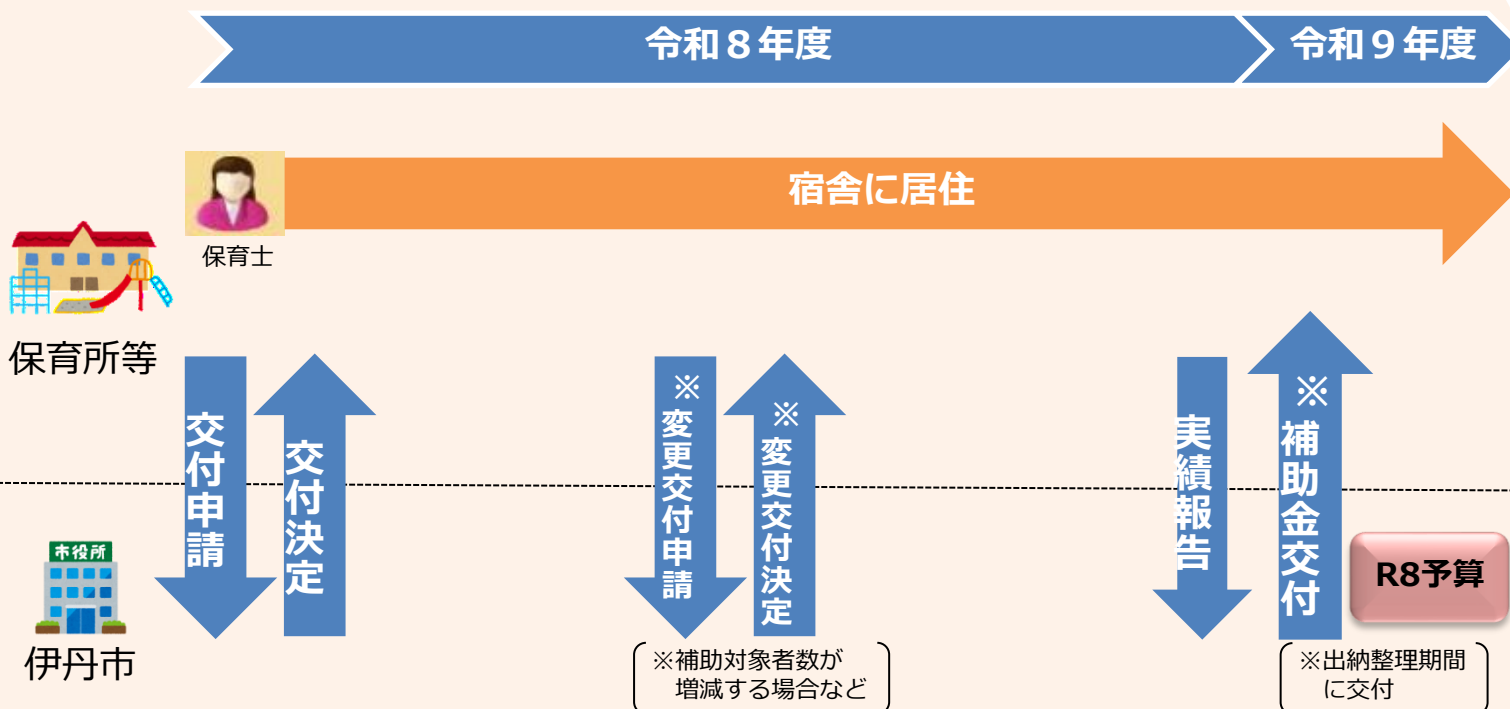 令和８年度
令和９年度
宿舎に居住
保育士
保育所等
交付申請
交付決定
※変更交付申請
※変更交付決定
実績報告
※補助金交付
市役所
伊丹市
R8予算
※補助対象者数が
増減する場合など
※出納整理期間
に交付